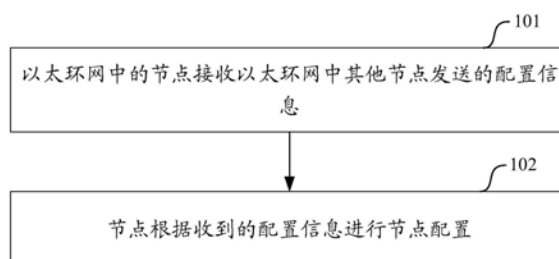 101
以太环网中的节点接收以太环网中其他节点发送的配置信
息
102
节点根据收到的配置信息进行节点配置